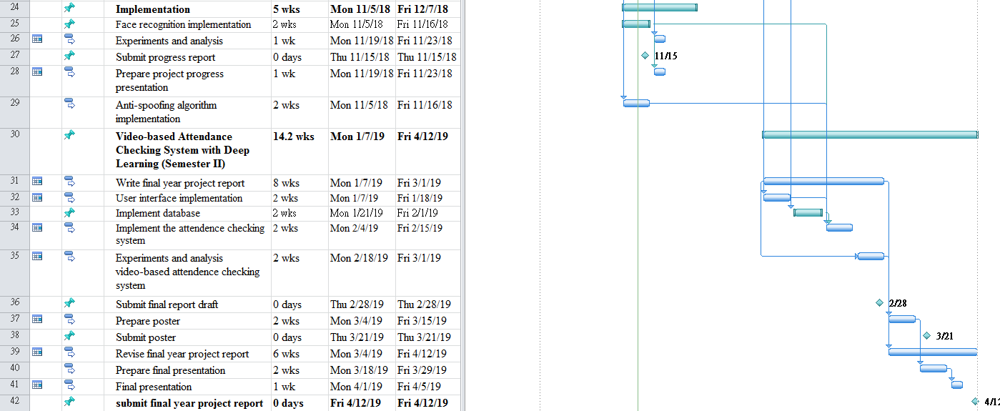 24 Implementation 5 wks Mon 11/5/18 Fri 12/7/18
25 Face recognition implementation 2 wks Mon 11/5/18 Fri 11/16/18
26 Experiments and analysis 1 wk Mon 11/19/18 Fri 11/23/18
27 Submit progress report 0 days Thu 11/15/18 Thu 11/15/18 11/15
28 Prepare project progress 1 wk Mon 11/19/18 Fri 11/23/18
presentation
29 Anti-spoofing algorithm 2 wks Mon 11/5/18 Fri 11/16/18
implementation
30 Video-based Attendance 14.2 wks Mon 1/7/19 Fri 4/12/19
Checking System with Deep
Learning (Semester II)
31 Write final year project report 8 wks Mon 1/7/19 Fri 3/1/19
32 User interface implementation 2 wks Mon 1/7/19 Fri 1/18/19
33 Implement database 2 wks Mon 1/21/19 Fri 2/1/19
34 Implement the attendence checking 2 wks Mon 2/4/19 Fri 2/15/19
system
35 Experiments and analysis 2 wks Mon 2/18/19 Fri 3/1/19
video-based attendence checking
system
36 Submit final report draft 0 days Thu 2/28/19 Thu 2/28/19 2/28
37 Prepare poster 2 wks Mon 3/4/19 Fri 3/15/19
38 Submit poster 0 days Thu 3/21/19 Thu 3/21/19 3/21
39 Revise final year project report 6 wks Mon 3/4/19 Fri 4/12/19
40 Prepare final presentation 2 wks Mon 3/18/19 Fri 3/29/19
41 Final presentation 1 wk Mon 4/1/19 Fri 4/5/19
42 submit final year project report 0 days Fri 4/12/19 Fri 4/12/19 4/12